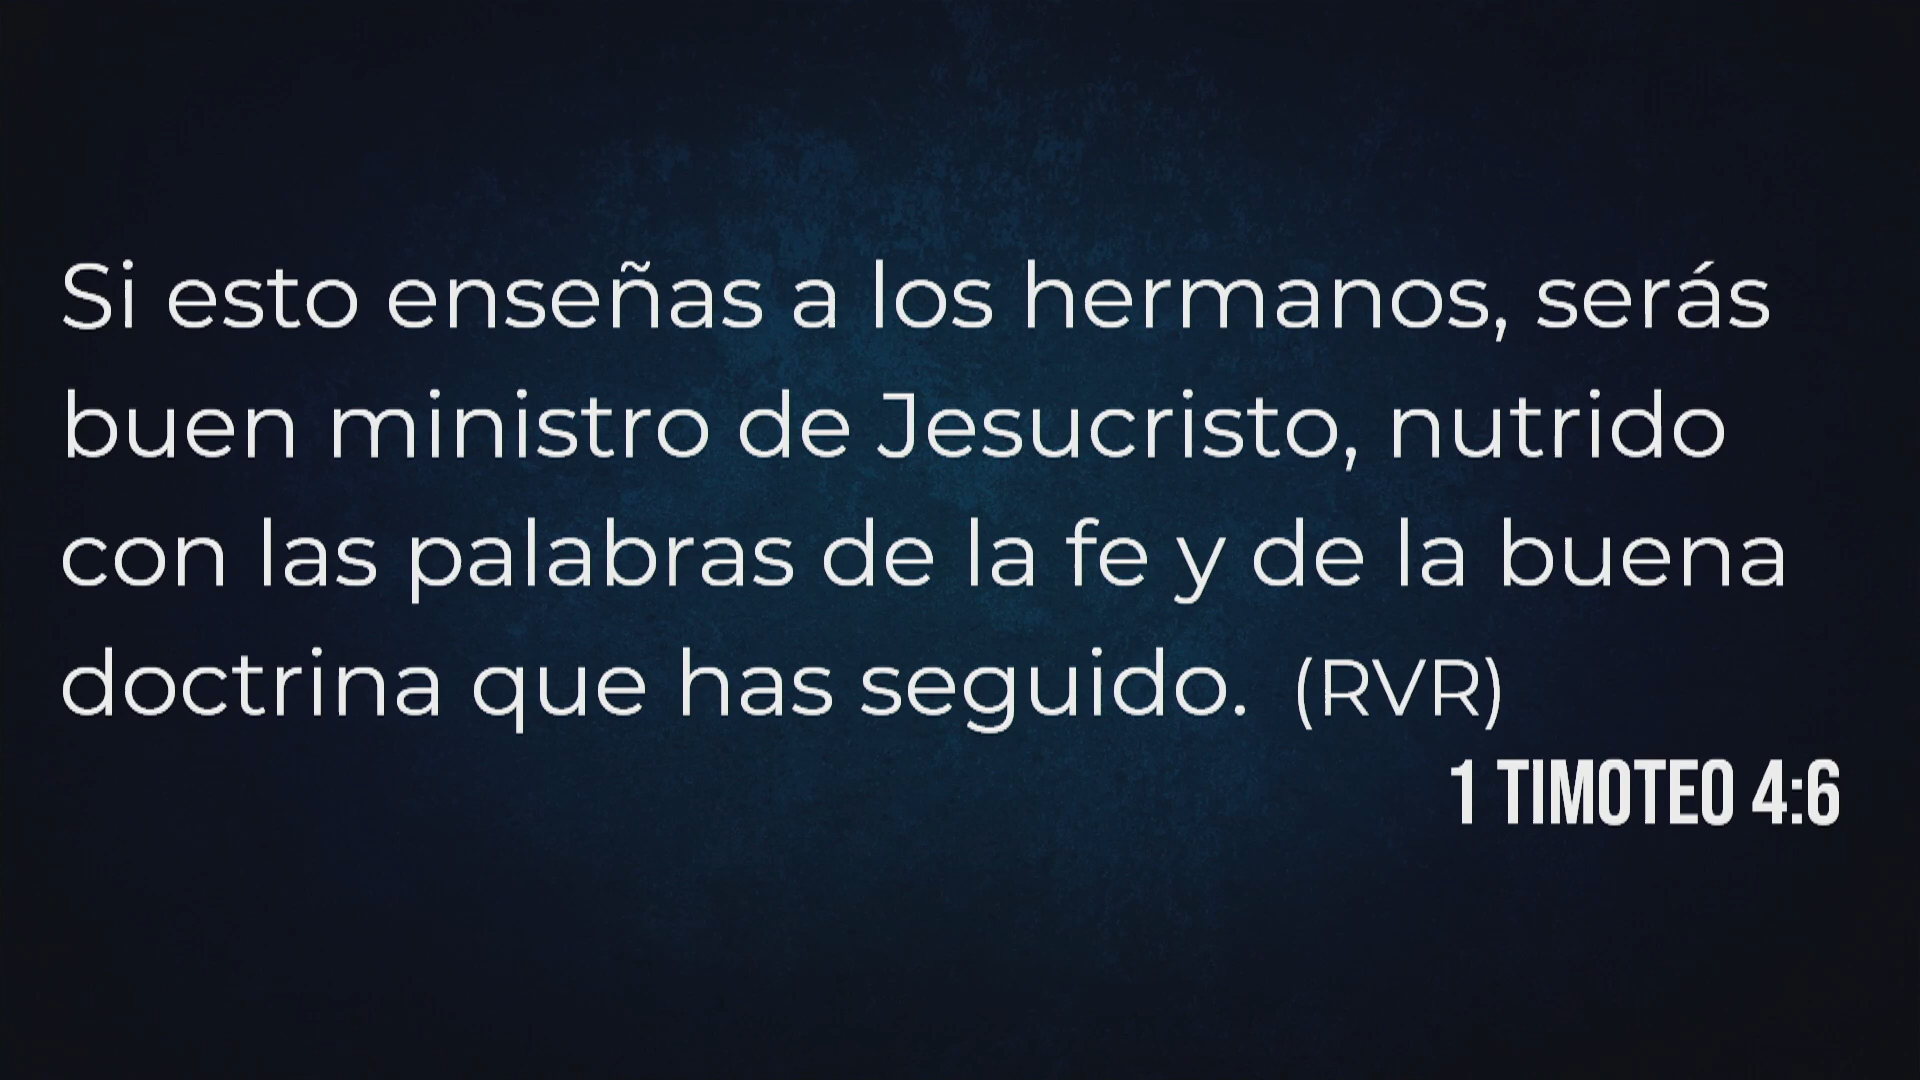 Si esto enseñas a los hermanos, serás
buen ministro de Jesucristo, nutrido
con las palabras de la fe y de la buena
doctrina que has seguido. (RVR)
1 TIMOTEO 4:6